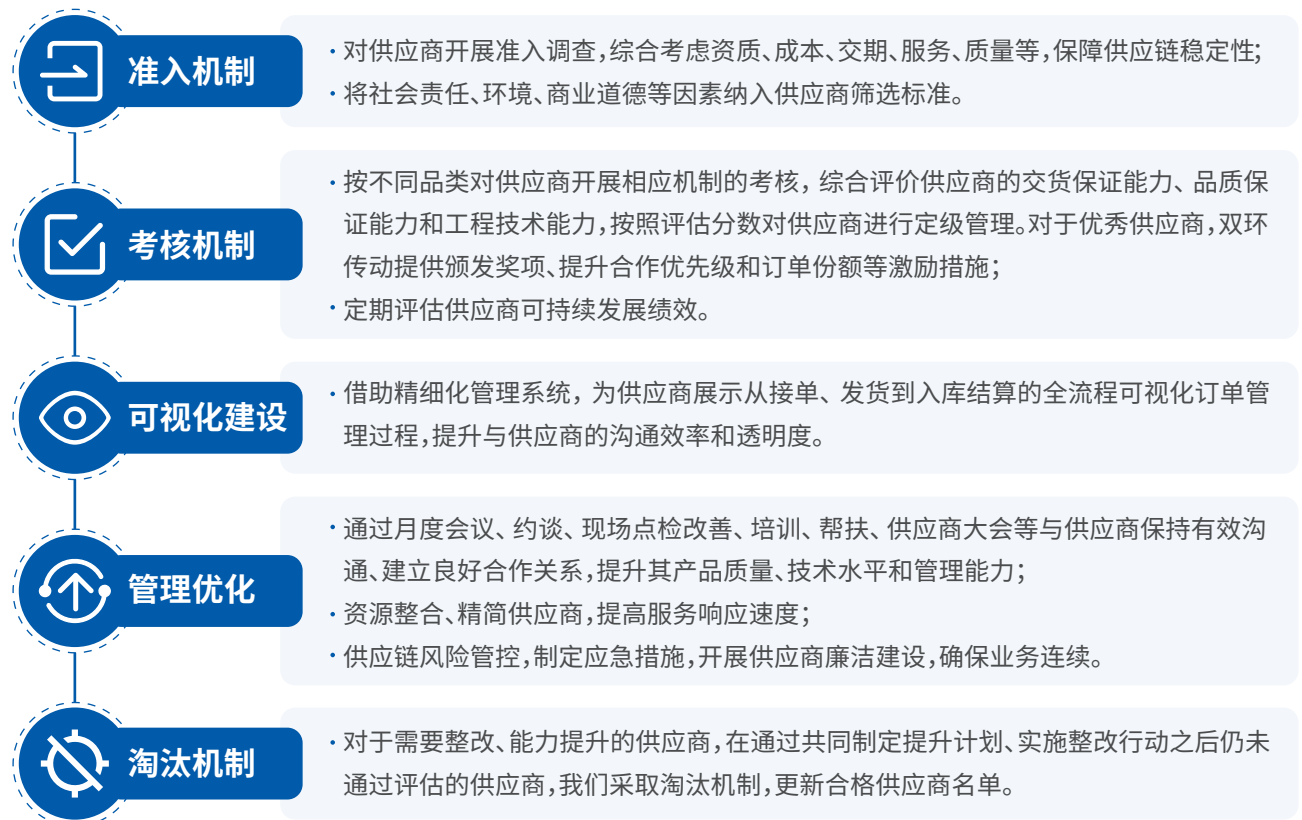 准入机制
· 对供应商开展准入调查,综合考虑资质、成本、交期、服务、质量等,保障供应链稳定性;
· 将社会责任、环境、商业道德等因素纳入供应商筛选标准。
考核机制
· 按不同品类对供应商开展相应机制的考核, 综合评价供应商的交货保证能力、品质保
证能力和工程技术能力,按照评估分数对供应商进行定级管理。对于优秀供应商,双环
传动提供颁发奖项、提升合作优先级和订单份额等激励措施;
· 定期评估供应商可持续发展绩效。
可视化建设
· 借助精细化管理系统, 为供应商展示从接单、发货到入库结算的全流程可视化订单管
理过程,提升与供应商的沟通效率和透明度。
管理优化
· 通过月度会议、约谈、现场点检改善、培训、帮扶、供应商大会等与供应商保持有效沟
通、建立良好合作关系,提升其产品质量、技术水平和管理能力;
· 资源整合、精简供应商,提高服务响应速度;
· 供应链风险管控,制定应急措施,开展供应商廉洁建设,确保业务连续。
淘汰机制
· 对于需要整改、能力提升的供应商,在通过共同制定提升计划、实施整改行动之后仍未
通过评估的供应商,我们采取淘汰机制,更新合格供应商名单。